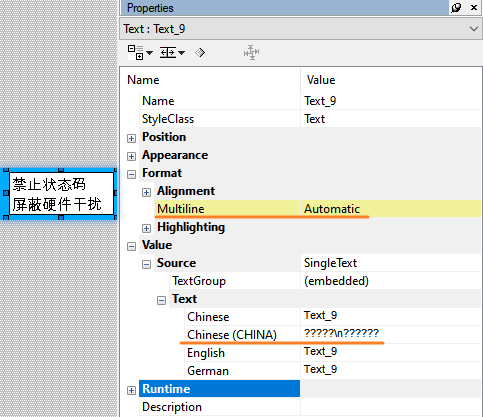 Properties
Text : Text_9
Name Value
Name Text_9
StyleClass Text
Position
Appearance
Format
Alignment
Multiline Automatic
Highlighting
Value
Source SingleText
TextGroup (embedded)
Text
Chinese Text_9
Chinese (CHINA) ?????\n??????
English Text_9
German Text_9
Runtime
Description
禁止状态码
屏蔽硬件干扰